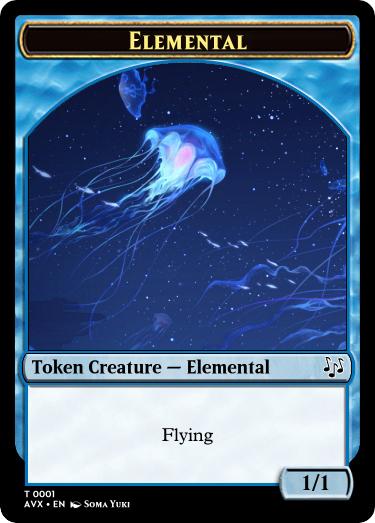 Elemental
Token Creature — Elemental
Flying
1/1
T 0001
AVX • EN Soma Yuki